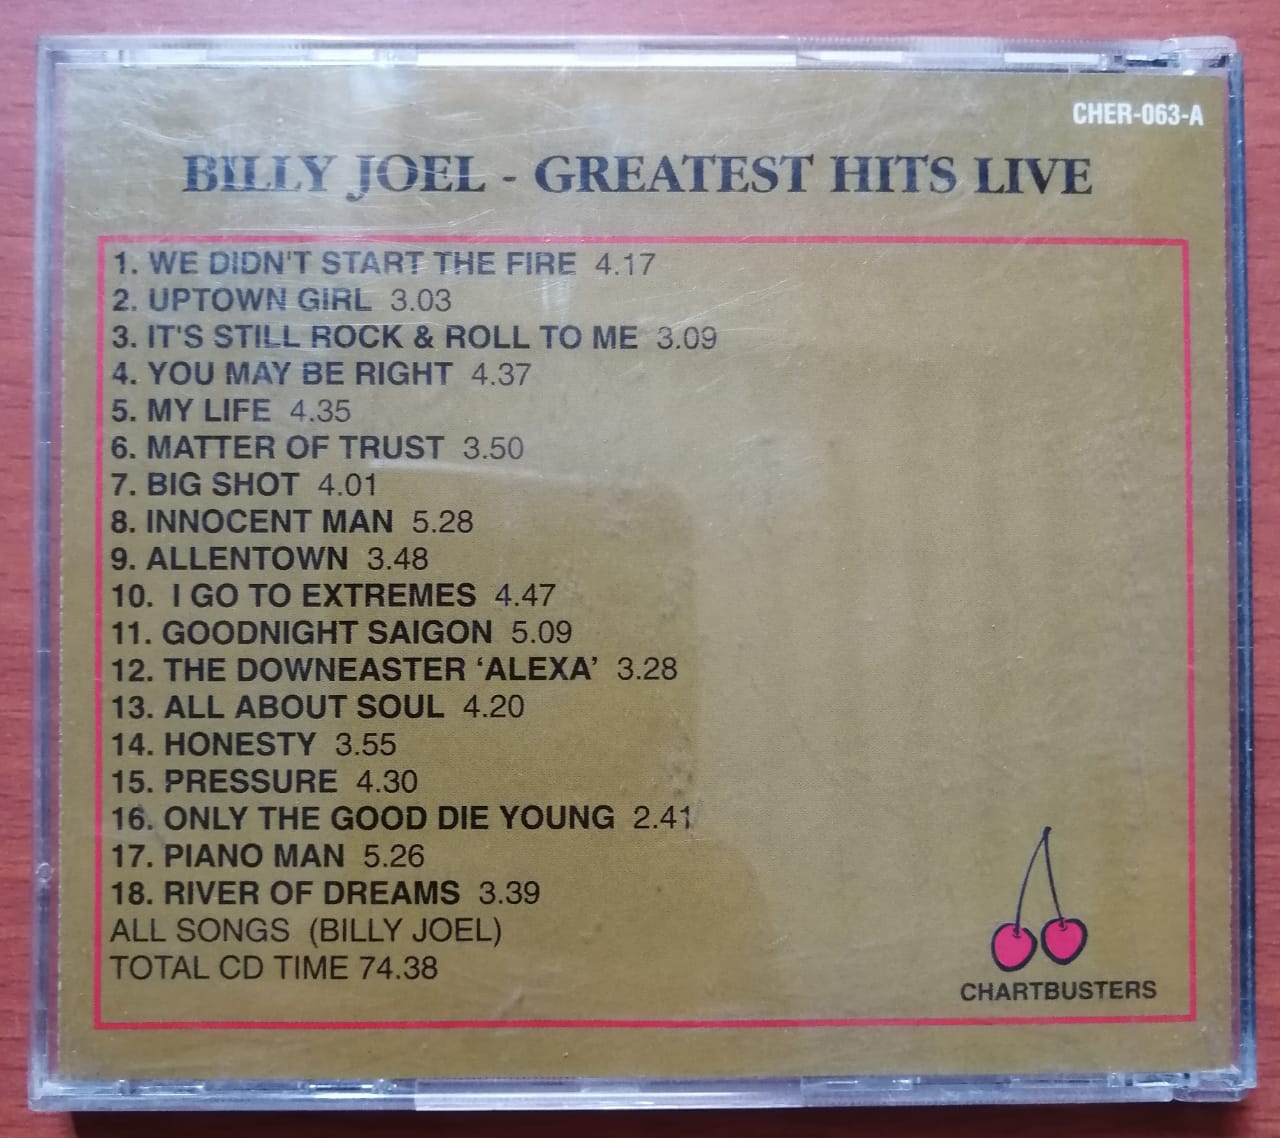 CHER-063-A
BILLY JOEL - GREATEST HITS LIVE
1. WE DIDN'T START THE FIRE 4.17
2. UPTOWN GIRL 3.03
3. IT'S STILL ROCK & ROLL TO ME 3.09
4. YOU MAY BE RIGHT 4.37
5. MY LIFE 4.35
6. MATTER OF TRUST 3.50
7. BIG SHOT 4.01
8. INNOCENT MAN 5.28
9. ALLENTOWN 3.48
10. I GO TO EXTREMES 4.47
11. GOODNIGHT SAIGON 5.09
12. THE DOWNEASTER ‘ALEXA’ 3.28
13. ALL ABOUT SOUL 4.20
14. HONESTY 3.55
15. PRESSURE 4.30
16. ONLY THE GOOD DIE YOUNG 2.41
17. PIANO MAN 5.26
18. RIVER OF DREAMS 3.39
ALL SONGS (BILLY JOEL)
TOTAL CD TIME 74.38
CHARTBUSTERS